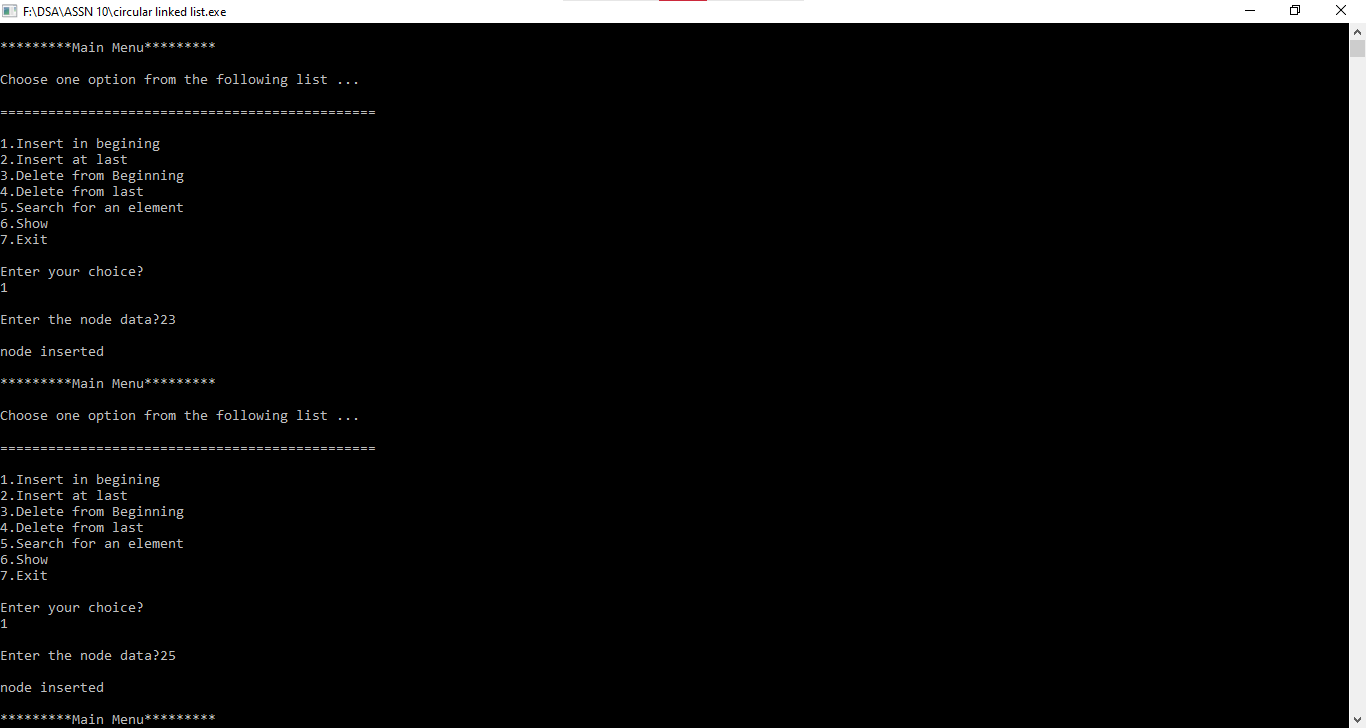 F:\DSA\ASSN 10\circular linked list.exe
*********Main Menu*********
Choose one option from the following list ...
===============================================
1.Insert in begining
2.Insert at last
3.Delete from Beginning
4.Delete from last
5.Search for an element
6.Show
7.Exit
Enter your choice?
1
Enter the node data?23
node inserted
*********Main Menu*********
Choose one option from the following list ...
===============================================
1.Insert in begining
2.Insert at last
3.Delete from Beginning
4.Delete from last
5.Search for an element
6.Show
7.Exit
Enter your choice?
1
Enter the node data?25
node inserted
*********Main Menu*********